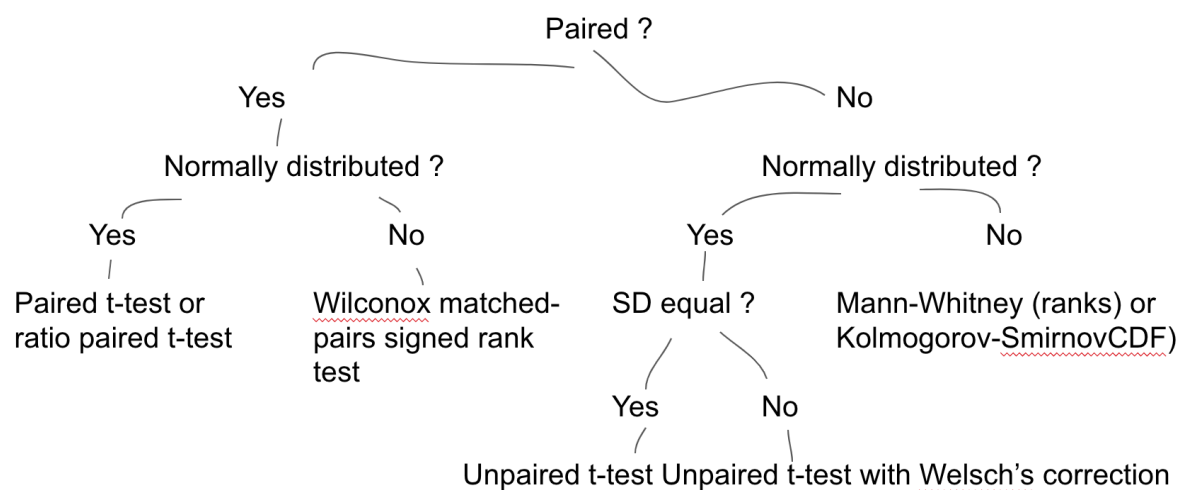 Paired ?
Yes
No
Normally distributed ?
Normally distributed ?
Yes
No
Yes
No
Paired t-test or
ratio paired t-test
Wilconox matched-
pairs signed rank
test
SD equal ?
Mann-Whitney (ranks) or
Kolmogorov-SmirnovCDF)
Yes
No
Unpaired t-test Unpaired t-test with Welsch’s correction